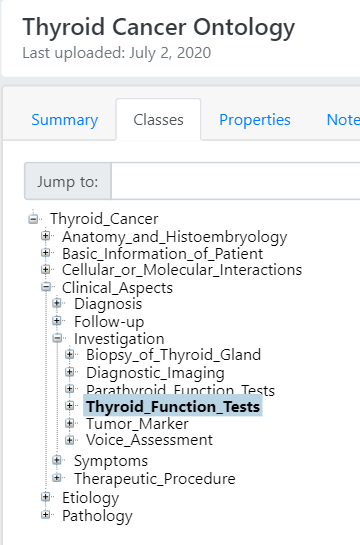 Thyroid Cancer Ontology
Last uploaded: July 2, 2020
Summary Classes Properties Note
Jump to:
Thyroid_Cancer
Anatomy_and_Histoembryology
Basic_Information_of_Patient
Cellular_or_Molecular_Interactions
Clinical_Aspects
Diagnosis
Follow-up
Investigation
Biopsy_of_Thyroid_Gland
Diagnostic_Imaging
Parathyroid_Function_Tests
Thyroid_Function_Tests
Tumor_Marker
Voice_Assessment
Symptoms
Therapeutic_Procedure
Etiology
Pathology